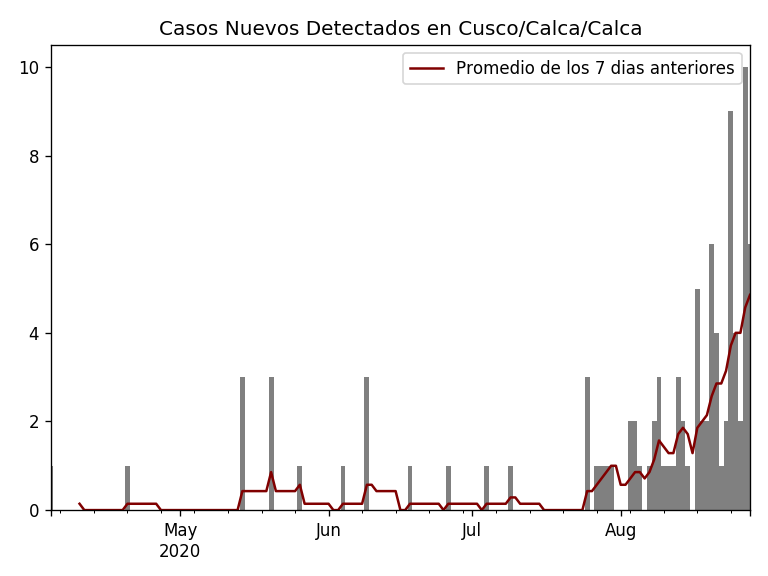 Casos Nuevos Detectados en Cusco/Calca/Calca
Promedio de los 7 dias anteriores
10
8
6
4
2
0
May
2020
Jun
Jul
Aug